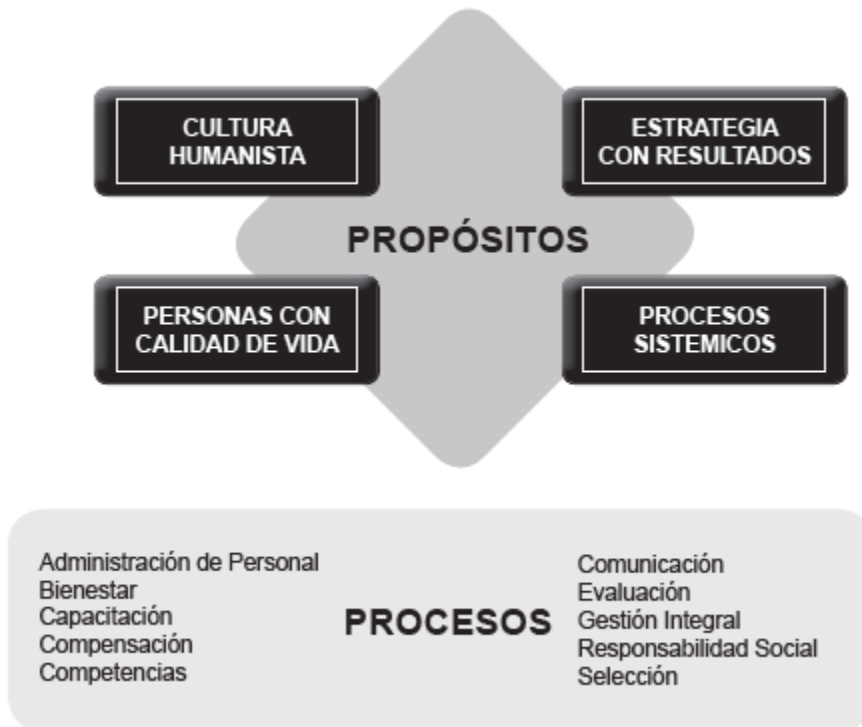 CULTURA
HUMANISTA
ESTRATEGIA
CON RESULTADOS
PROPÓSITOS
PERSONAS CON
CALIDAD DE VIDA
PROCESOS
SISTEMICOS
Administración de Personal
Bienestar
Capacitación
Compensación
Competencias
PROCESOS
Comunicación
Evaluación
Gestión Integral
Responsabilidad Social
Selección